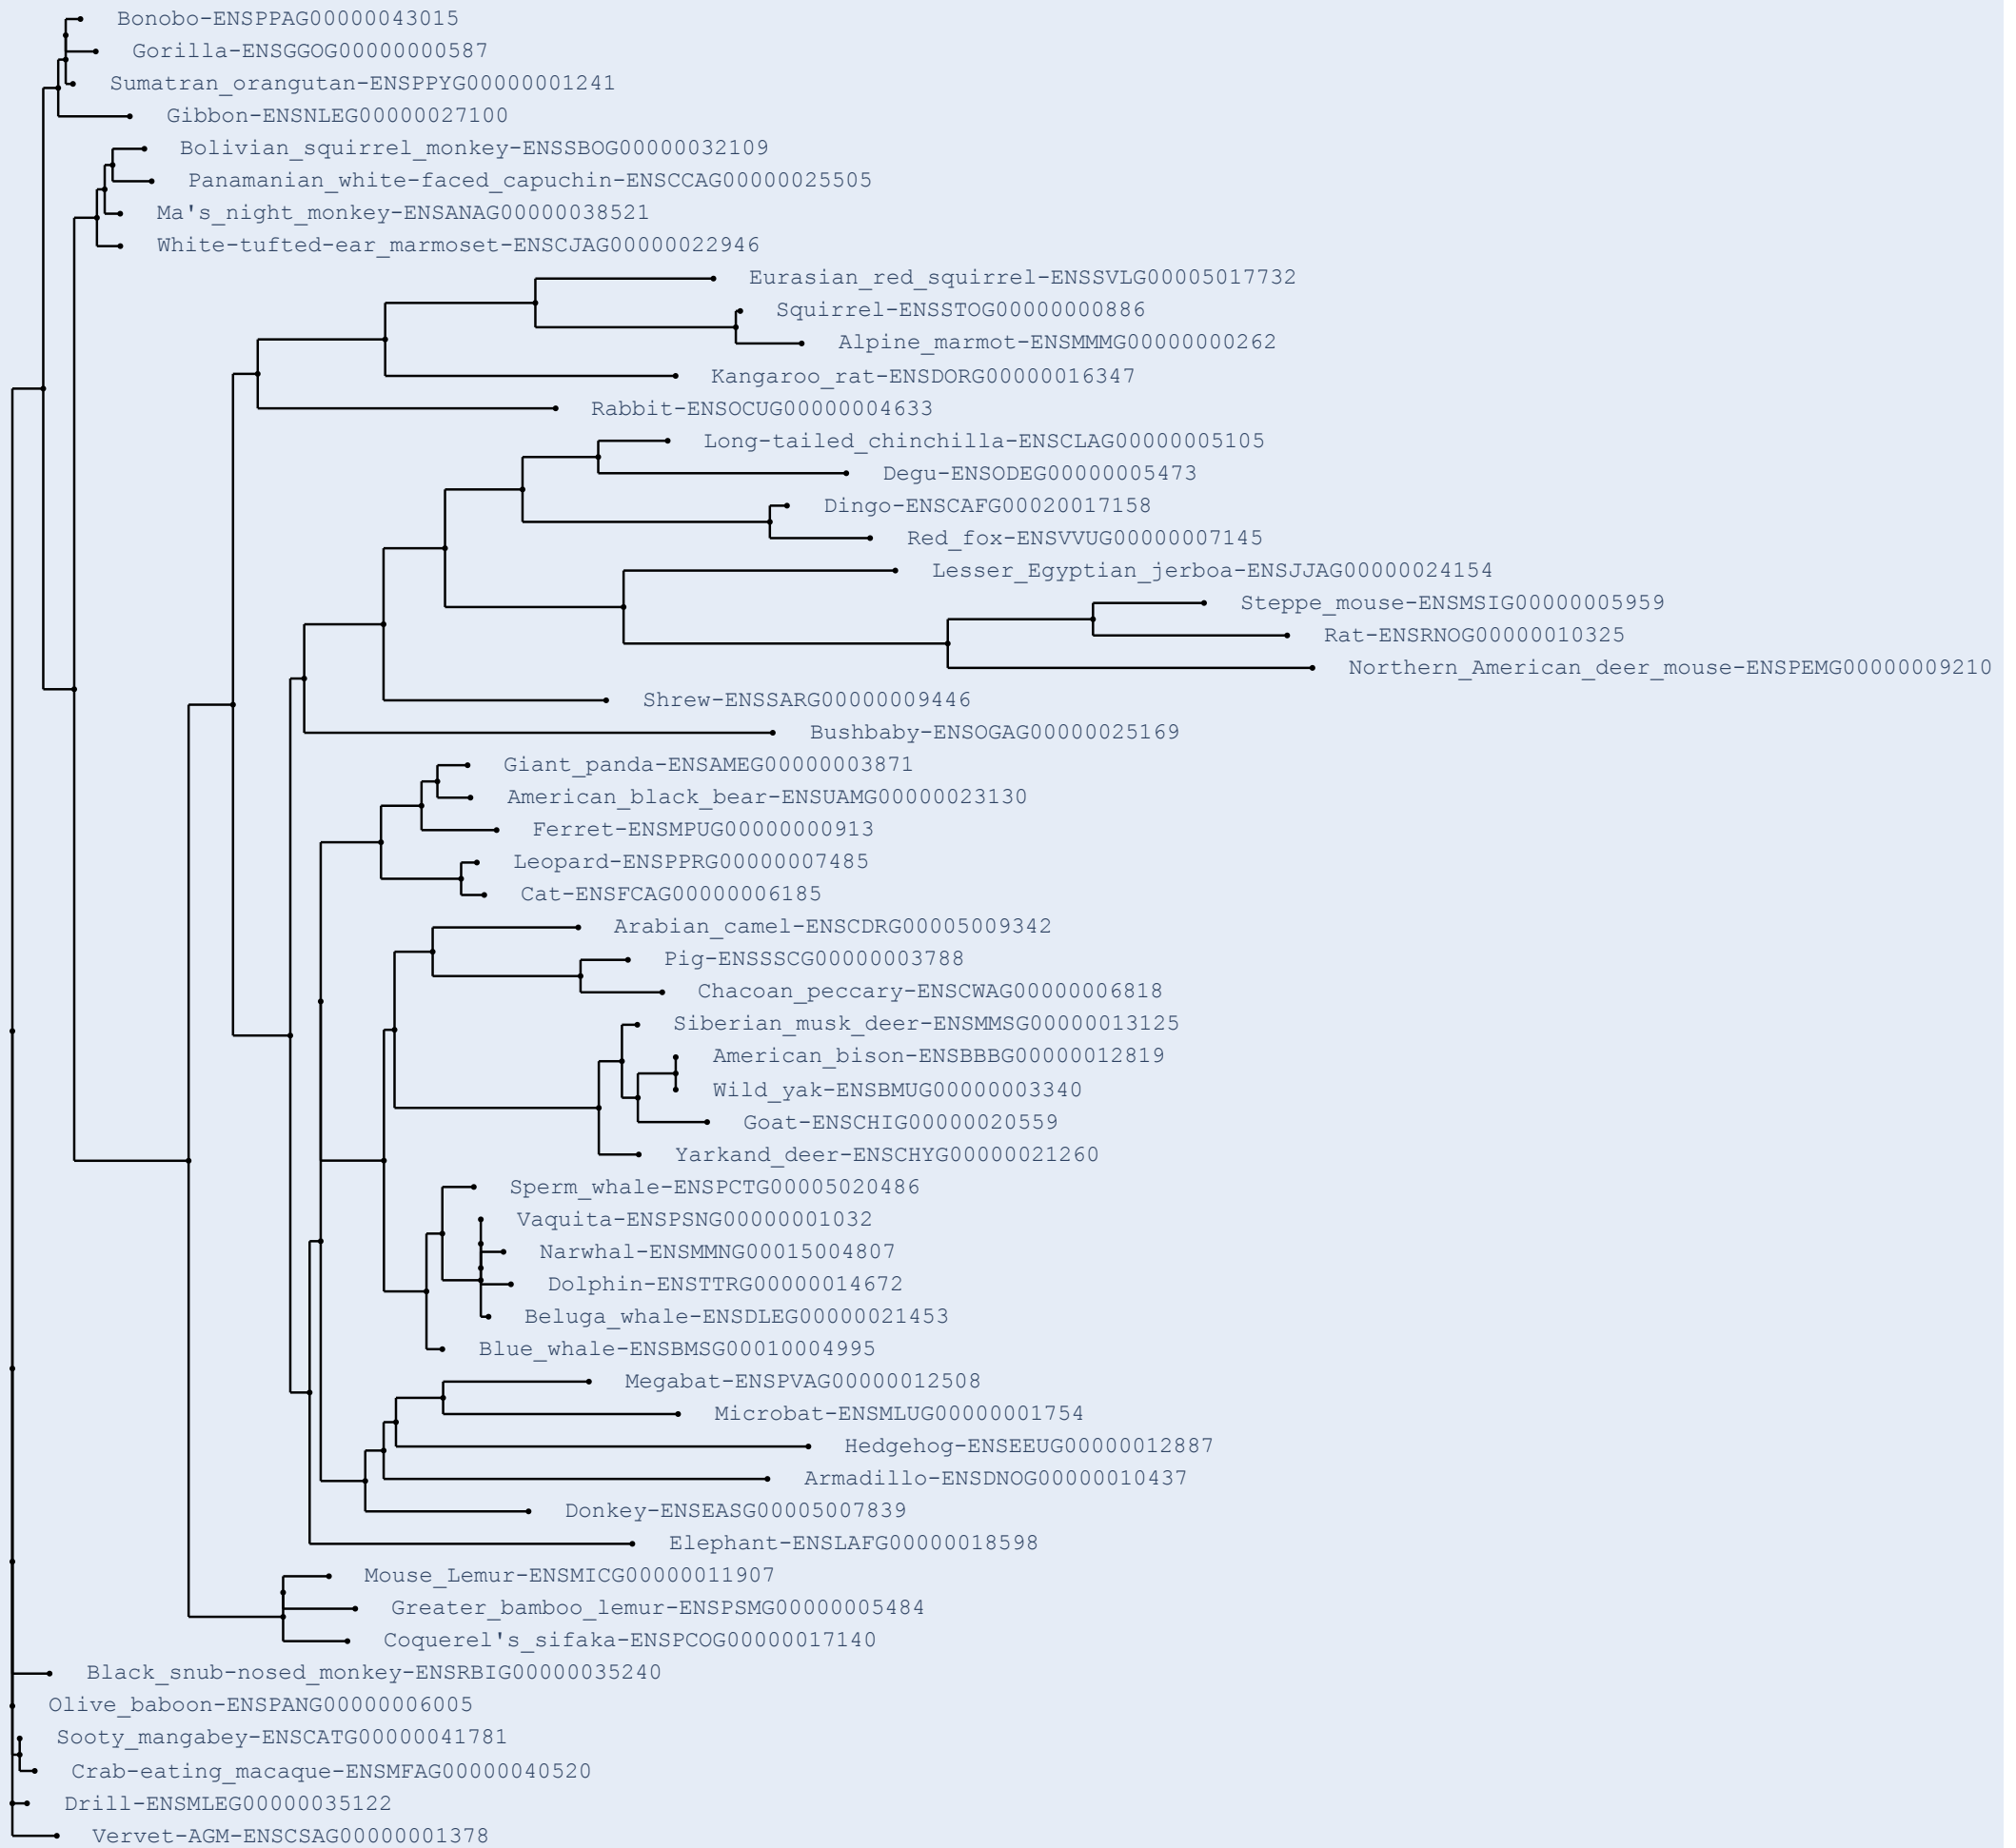 Bonobo-ENSPPAG00000043015
Gorilla-ENSGGOG00000000587
Sumatran_orangutan-ENSPPYG00000001241
Gibbon-ENSNLEG00000027100
Bolivian_squirrel_monkey-ENSSBOG00000032109
Panamanian_white-faced_capuchin-ENSCCAG00000025505
Ma's_night_monkey-ENSANAG00000038521
White-tufted-ear_marmoset-ENSCJAG00000022946
Eurasian_red_squirrel-ENSSVLG00005017732
Squirrel-ENSSTOG00000000886
Alpine_marmot-ENSMMMG00000000262
Kangaroo_rat-ENSDORG00000016347
Rabbit-ENSOCUG00000004633
Long-tailed_chinchilla-ENSCLAG00000005105
Degu-ENSODEG00000005473
Dingo-ENSCAFG00020017158
Red_fox-ENSVVUG00000007145
Lesser_Egyptian_jerboa-ENSJJAG00000024154
Steppe_mouse-ENSMSIG00000005959
Rat-ENSRNOG00000010325
Northern_American_deer_mouse-ENSPEMG00000009210
Shrew-ENSSARG00000009446
Bushbaby-ENSOGAG00000025169
Giant_panda-ENSAMEG00000003871
American_black_bear-ENSUAMG00000023130
Ferret-ENSMPUG00000000913
Leopard-ENSPPRG00000007485
Cat-ENSFCAG00000006185
Arabian_camel-ENSCDRG00005009342
Pig-ENSSSCG00000003788
Chacoan_peccary-ENSCWAG00000006818
Siberian_musk_deer-ENSMMSG00000013125
American_bison-ENSBBBG00000012819
Wild_yak-ENSBMUG00000003340
Goat-ENSCHIG00000020559
Yarkand_deer-ENSCHYG00000021260
Sperm_whale-ENSPCTG00005020486
Vaquita-ENSPSNG00000001032
Narwhal-ENSMMNG00015004807
Dolphin-ENSTTRG00000014672
Beluga_whale-ENSDLEG00000021453
Blue_whale-ENSBMSG00010004995
Megabat-ENSPVAG00000012508
Microbat-ENSMLUG00000001754
Hedgehog-ENSEEUG00000012887
Armadillo-ENSDNOG00000010437
Donkey-ENSEASG00005007839
Elephant-ENSLAFG00000018598
Mouse_Lemur-ENSMICG00000011907
Greater_bamboo_lemur-ENSPSMG00000005484
Coquerel's_sifaka-ENSPCOG00000017140
Black_snub-nosed_monkey-ENSRBIG00000035240
Olive_baboon-ENSPANG00000006005
Sooty_mangabey-ENSCATG00000041781
Crab-eating_macaque-ENSMFAG00000040520
Drill-ENSMLEG00000035122
Vervet-AGM-ENSCSAG00000001378